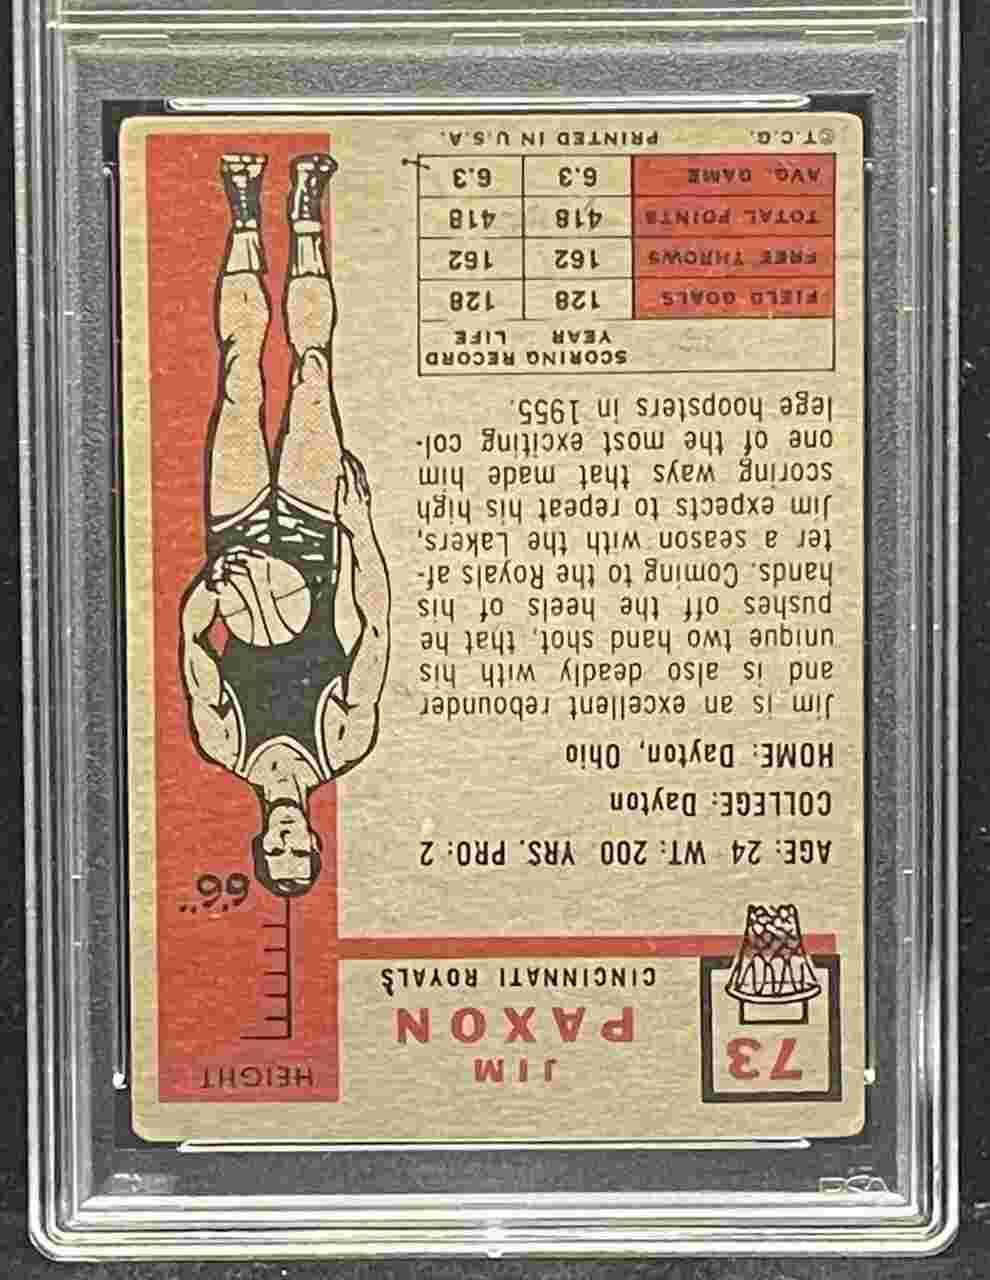 73
JIM
PAXON
CINCINNATI ROYALS
HEIGHT
6'6"
AGE: 24 WT: 200 YRS. PRO: 2
COLLEGE: Dayton
HOME: Dayton, Ohio
Jim is an excellent rebounder
and is also deadly with his
unique two hand shot, that he
pushes off the heels of his
hands. Coming to the Royals af-
ter a season with the Lakers,
Jim expects to repeat his high
scoring ways that made him
one of the most exciting col-
lege hoopsters in 1955.
SCORING RECORD
YEAR LIFE
FIELD GOALS 128 128
FREE THROWS 162 162
TOTAL POINTS 418 418
AVG. GAME 6.3 6.3
©T.C.G. PRINTED IN U.S.A.
PSA